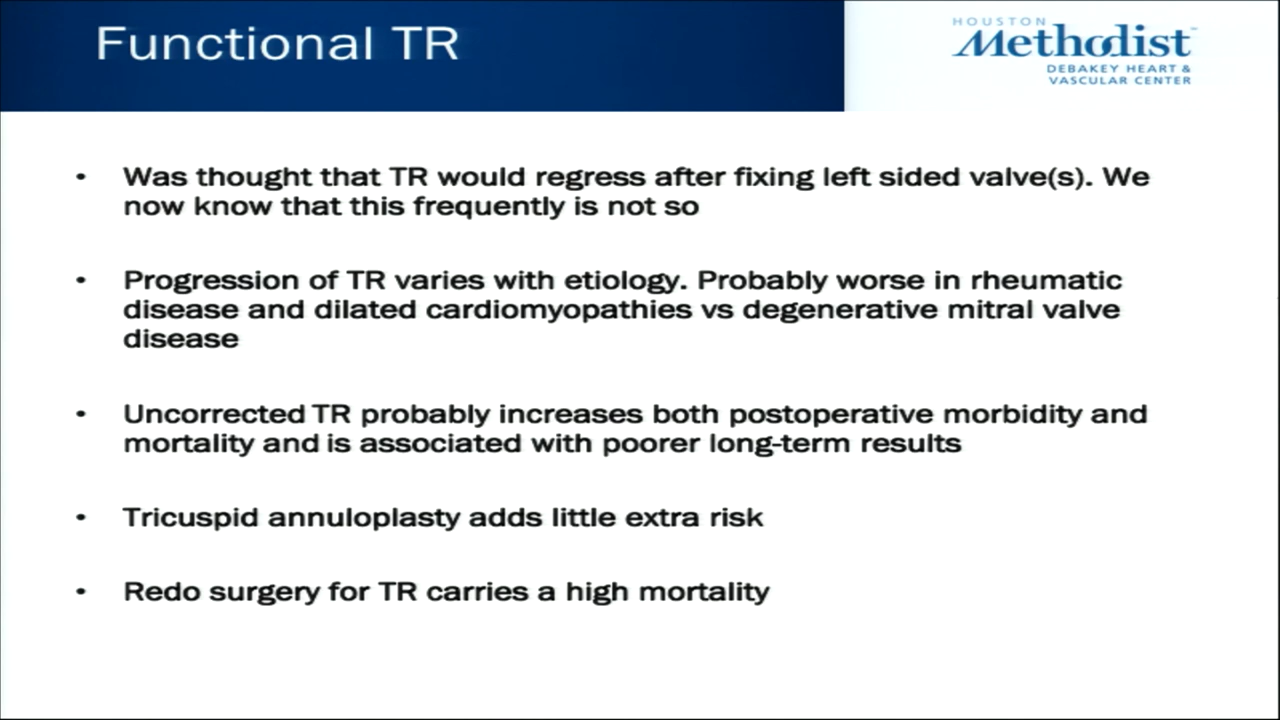 Functional TR
HOUSTON
Methodist
DEBAKEY HEART &
VASCULAR CENTER
• Was thought that TR would regress after fixing left sided valve(s). We
now know that this frequently is not so
• Progression of TR varies with etiology. Probably worse in rheumatic
disease and dilated cardiomyopathies vs degenerative mitral valve
disease
• Uncorrected TR probably increases both postoperative morbidity and
mortality and is associated with poorer long-term results
• Tricuspid annuloplasty adds little extra risk
• Redo surgery for TR carries a high mortality